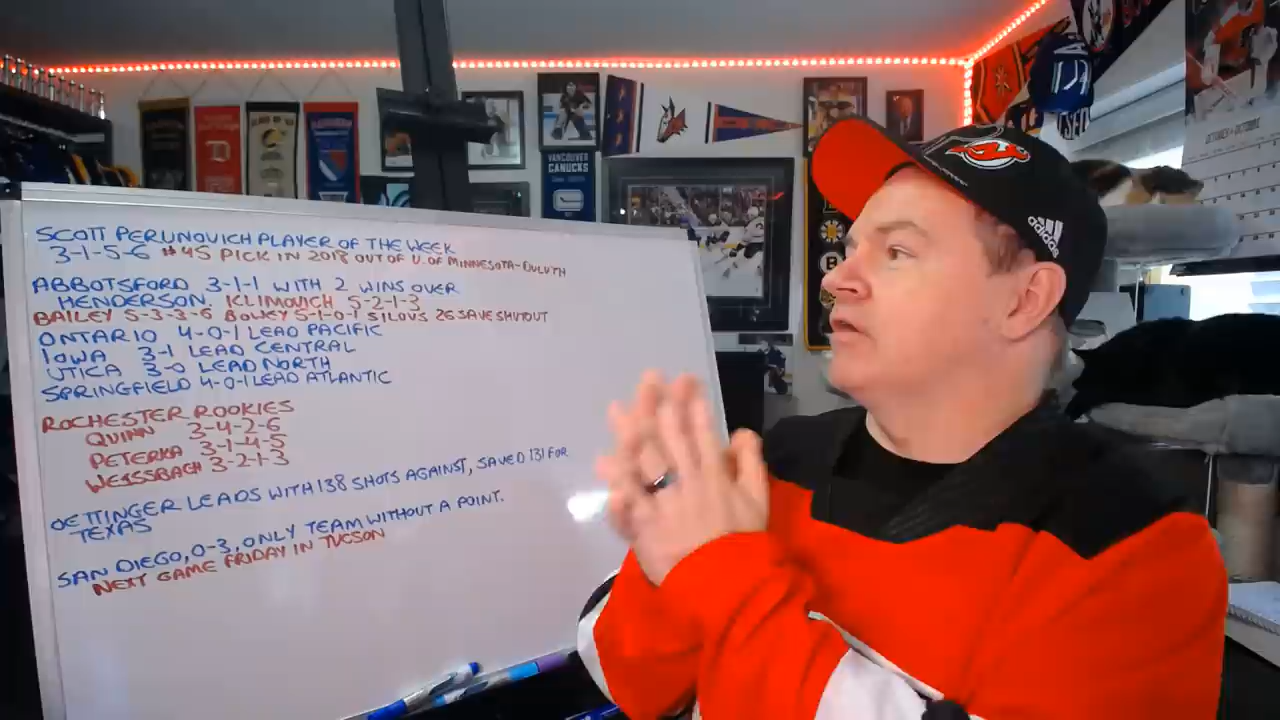 SCOTT PERUNOVICH PLAYER OF THE WEEK
3-1-5-6 #45 PICK IN 2018 OUT OF U. OF MINNESOTA-DULUTH
ABBOTSFORD 3-1-1 WITH 2 WINS OVER
HENDERSON. KLIMOVICH 5-2-1-3
BAILEY 5-3-3-6 BOWEY 5-1-0-1 SILOVS 26 SAVE SHUTOUT
ONTARIO 4-0-1 LEAD PACIFIC
IOWA 3-1 LEAD CENTRAL
UTICA 3-0 LEAD NORTH
SPRINGFIELD 4-0-1 LEAD ATLANTIC
ROCHESTER ROOKIES
QUINN 3-4-2-6
PETERKA 3-1-4-5
WEISSBACH 3-2-1-3
OETTINGER LEADS WITH 138 SHOTS AGAINST, SAVED 131 FOR
TEXAS
SAN DIEGO, 0-3, ONLY TEAM WITHOUT A POINT.
NEXT GAME FRIDAY IN TUCSON
VANCOUVER
CANUCKS
adidas